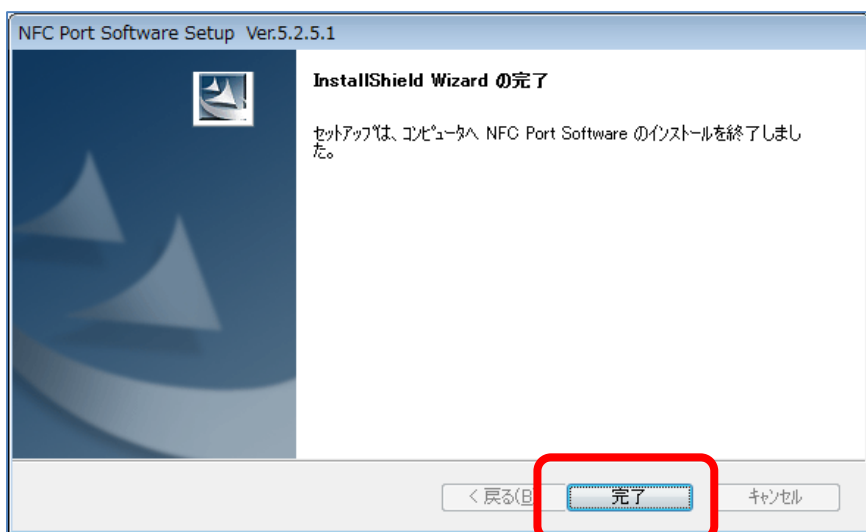 NFC Port Software Setup Ver.5.2.5.1
InstallShield Wizard の完了
セットアップは、コンピュータへ NFC Port Software のインストールを終了しまし
た。
< 戻る(B
完了
キャンセル